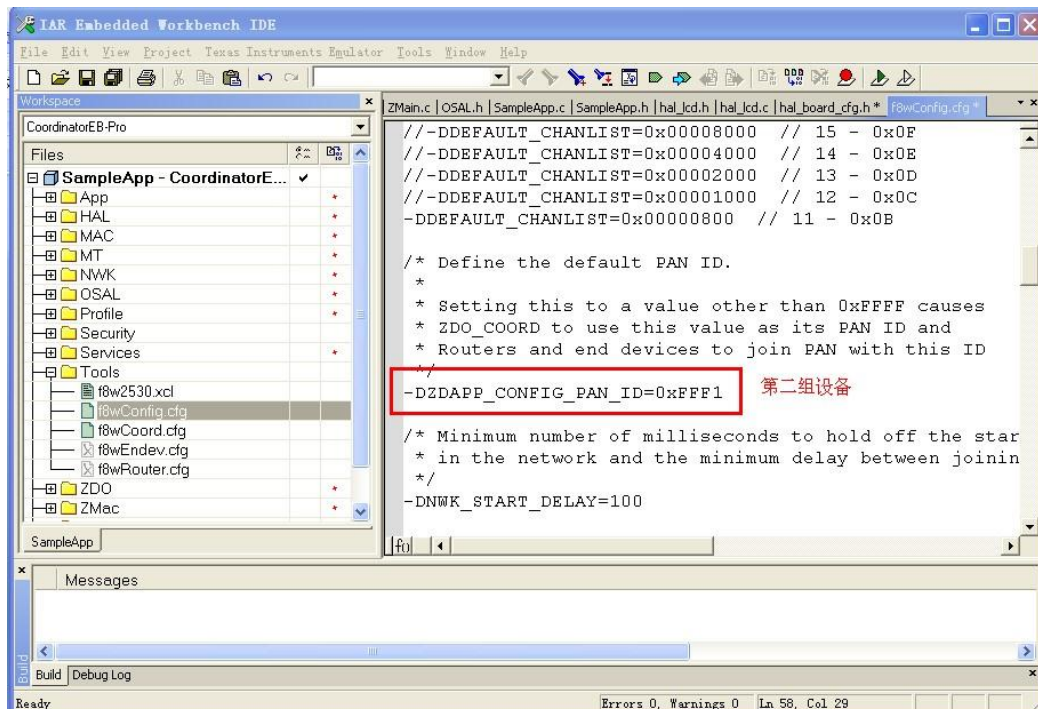 IAR Embedded Workbench IDE
File Edit View Project Texas Instruments Emulator Tools Window Help
Workspace
ZMain.c | OSAL.h | SampleApp.c | SampleApp.h | hal_lcd.h | hal_lcd.c | hal_board_cfg.h * | f8wConfig.cfg *
CoordinatorEB-Pro
Files
SampleApp - CoordinatorE...
App
HAL
MAC
MT
NWK
OSAL
Profile
Security
Services
Tools
f8w2530.xcl
f8wConfig.cfg
f8wCoord.cfg
f8wEndev.cfg
f8wRouter.cfg
ZDO
ZMac
SampleApp
//-DDEFAULT_CHANLIST=0x00008000 // 15 - 0x0F
//-DDEFAULT_CHANLIST=0x00004000 // 14 - 0x0E
//-DDEFAULT_CHANLIST=0x00002000 // 13 - 0x0D
//-DDEFAULT_CHANLIST=0x00001000 // 12 - 0x0C
-DDEFAULT_CHANLIST=0x00000800 // 11 - 0x0B
/* Define the default PAN ID.
*
* Setting this to a value other than 0xFFFF causes
* ZDO_COORD to use this value as its PAN ID and
* Routers and end devices to join PAN with this ID
*/
-DZDAPP_CONFIG_PAN_ID=0xFFF1 第二组设备
/* Minimum number of milliseconds to hold off the star
* in the network and the minimum delay between joinin
*/
-DNWK_START_DELAY=100
f0
Messages
Build
Build Debug Log
Ready Errors 0, Warnings 0 Ln 58, Col 29